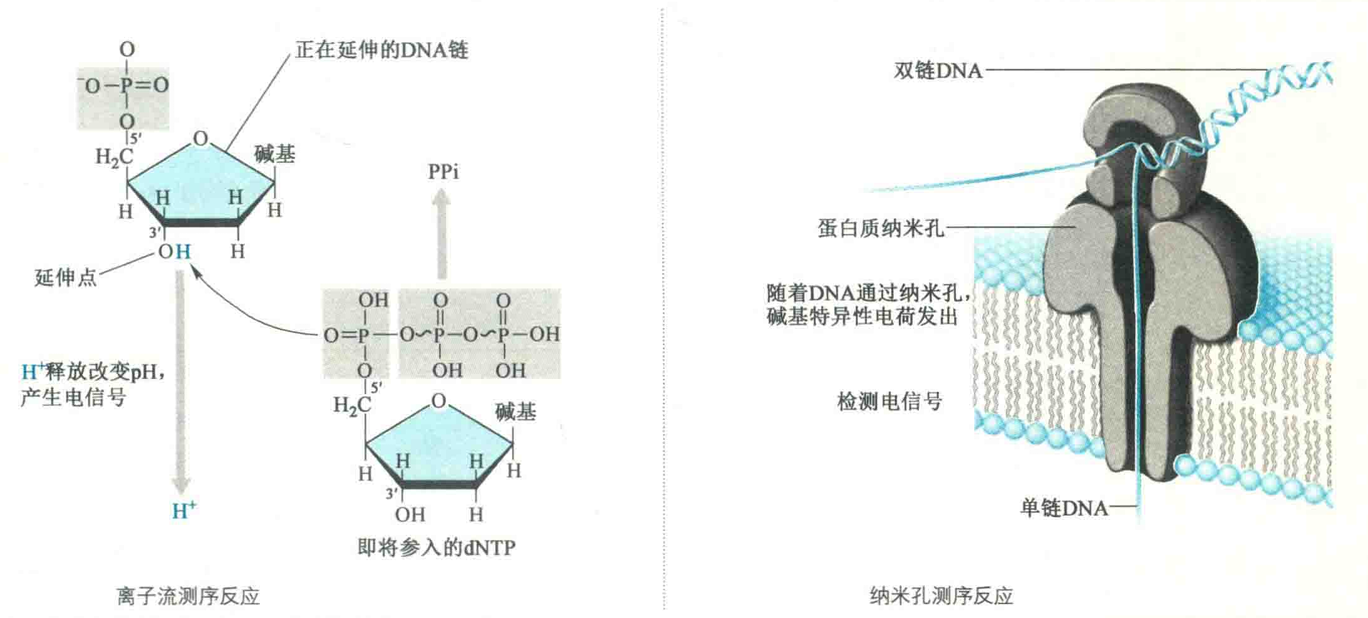 正在延伸的DNA链
O
⁻O–P=O
O
5′
H₂C
O
碱基
H
H
H
H
3′
OH
H
延伸点
H⁺释放改变pH,
产生电信号
H⁺
PPi
OH
O
O
O=P–O~P–O~P–OH
O
OH
OH
5′
H₂C
O
碱基
H
H
H
H
3′
OH
H
即将参入的dNTP
离子流测序反应
双链DNA
蛋白质纳米孔
随着DNA通过纳米孔,
碱基特异性电荷发出
检测电信号
单链DNA
纳米孔测序反应